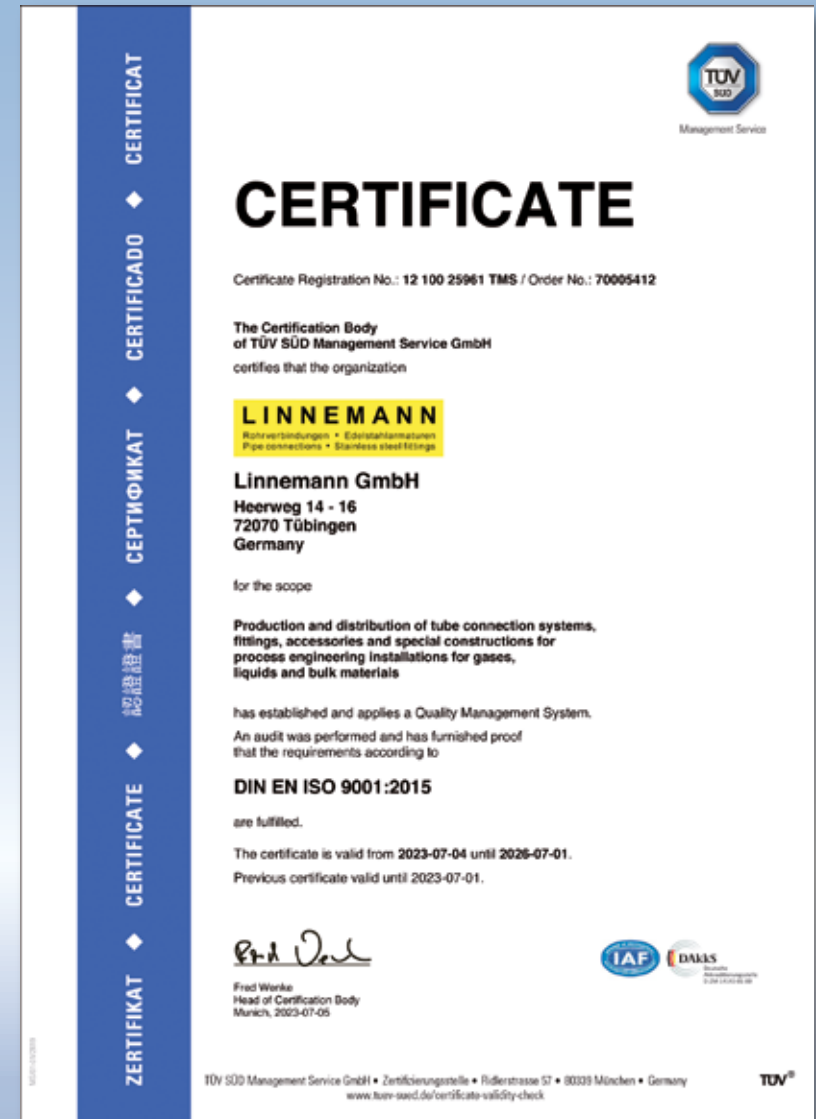 TÜV
SÜD
Management Service
CERTIFICATE
Certificate Registration No.: 12 100 25961 TMS / Order No.: 70005412
The Certification Body
of TÜV SÜD Management Service GmbH
certifies that the organization
LINNEMANN
Rohrverbindungen • Edelstahlarmaturen
Pipe connections • Stainless steel fittings
Linnemann GmbH
Heerweg 14 - 16
72070 Tübingen
Germany
for the scope
Production and distribution of tube connection systems,
fittings, accessories and special constructions for
process engineering installations for gases,
liquids and bulk materials
has established and applies a Quality Management System.
An audit was performed and has furnished proof
that the requirements according to
DIN EN ISO 9001:2015
are fulfilled.
The certificate is valid from 2023-07-04 until 2026-07-01.
Previous certificate valid until 2023-07-01.
Fred Wenke
Head of Certification Body
Munich, 2023-07-05
IAF
DAkkS
Deutsche
Akkreditierungsstelle
TÜV SÜD Management Service GmbH • Zertifizierungsstelle • Ridlerstrasse 57 • 80339 München • Germany
www.tuev-sued.de/certificate-validity-check
TÜV®
ZERTIFIKAT ◆ CERTIFICATE ◆ 認證證書 ◆ СЕРТИФИКАТ ◆ CERTIFICADO ◆ CERTIFICAT